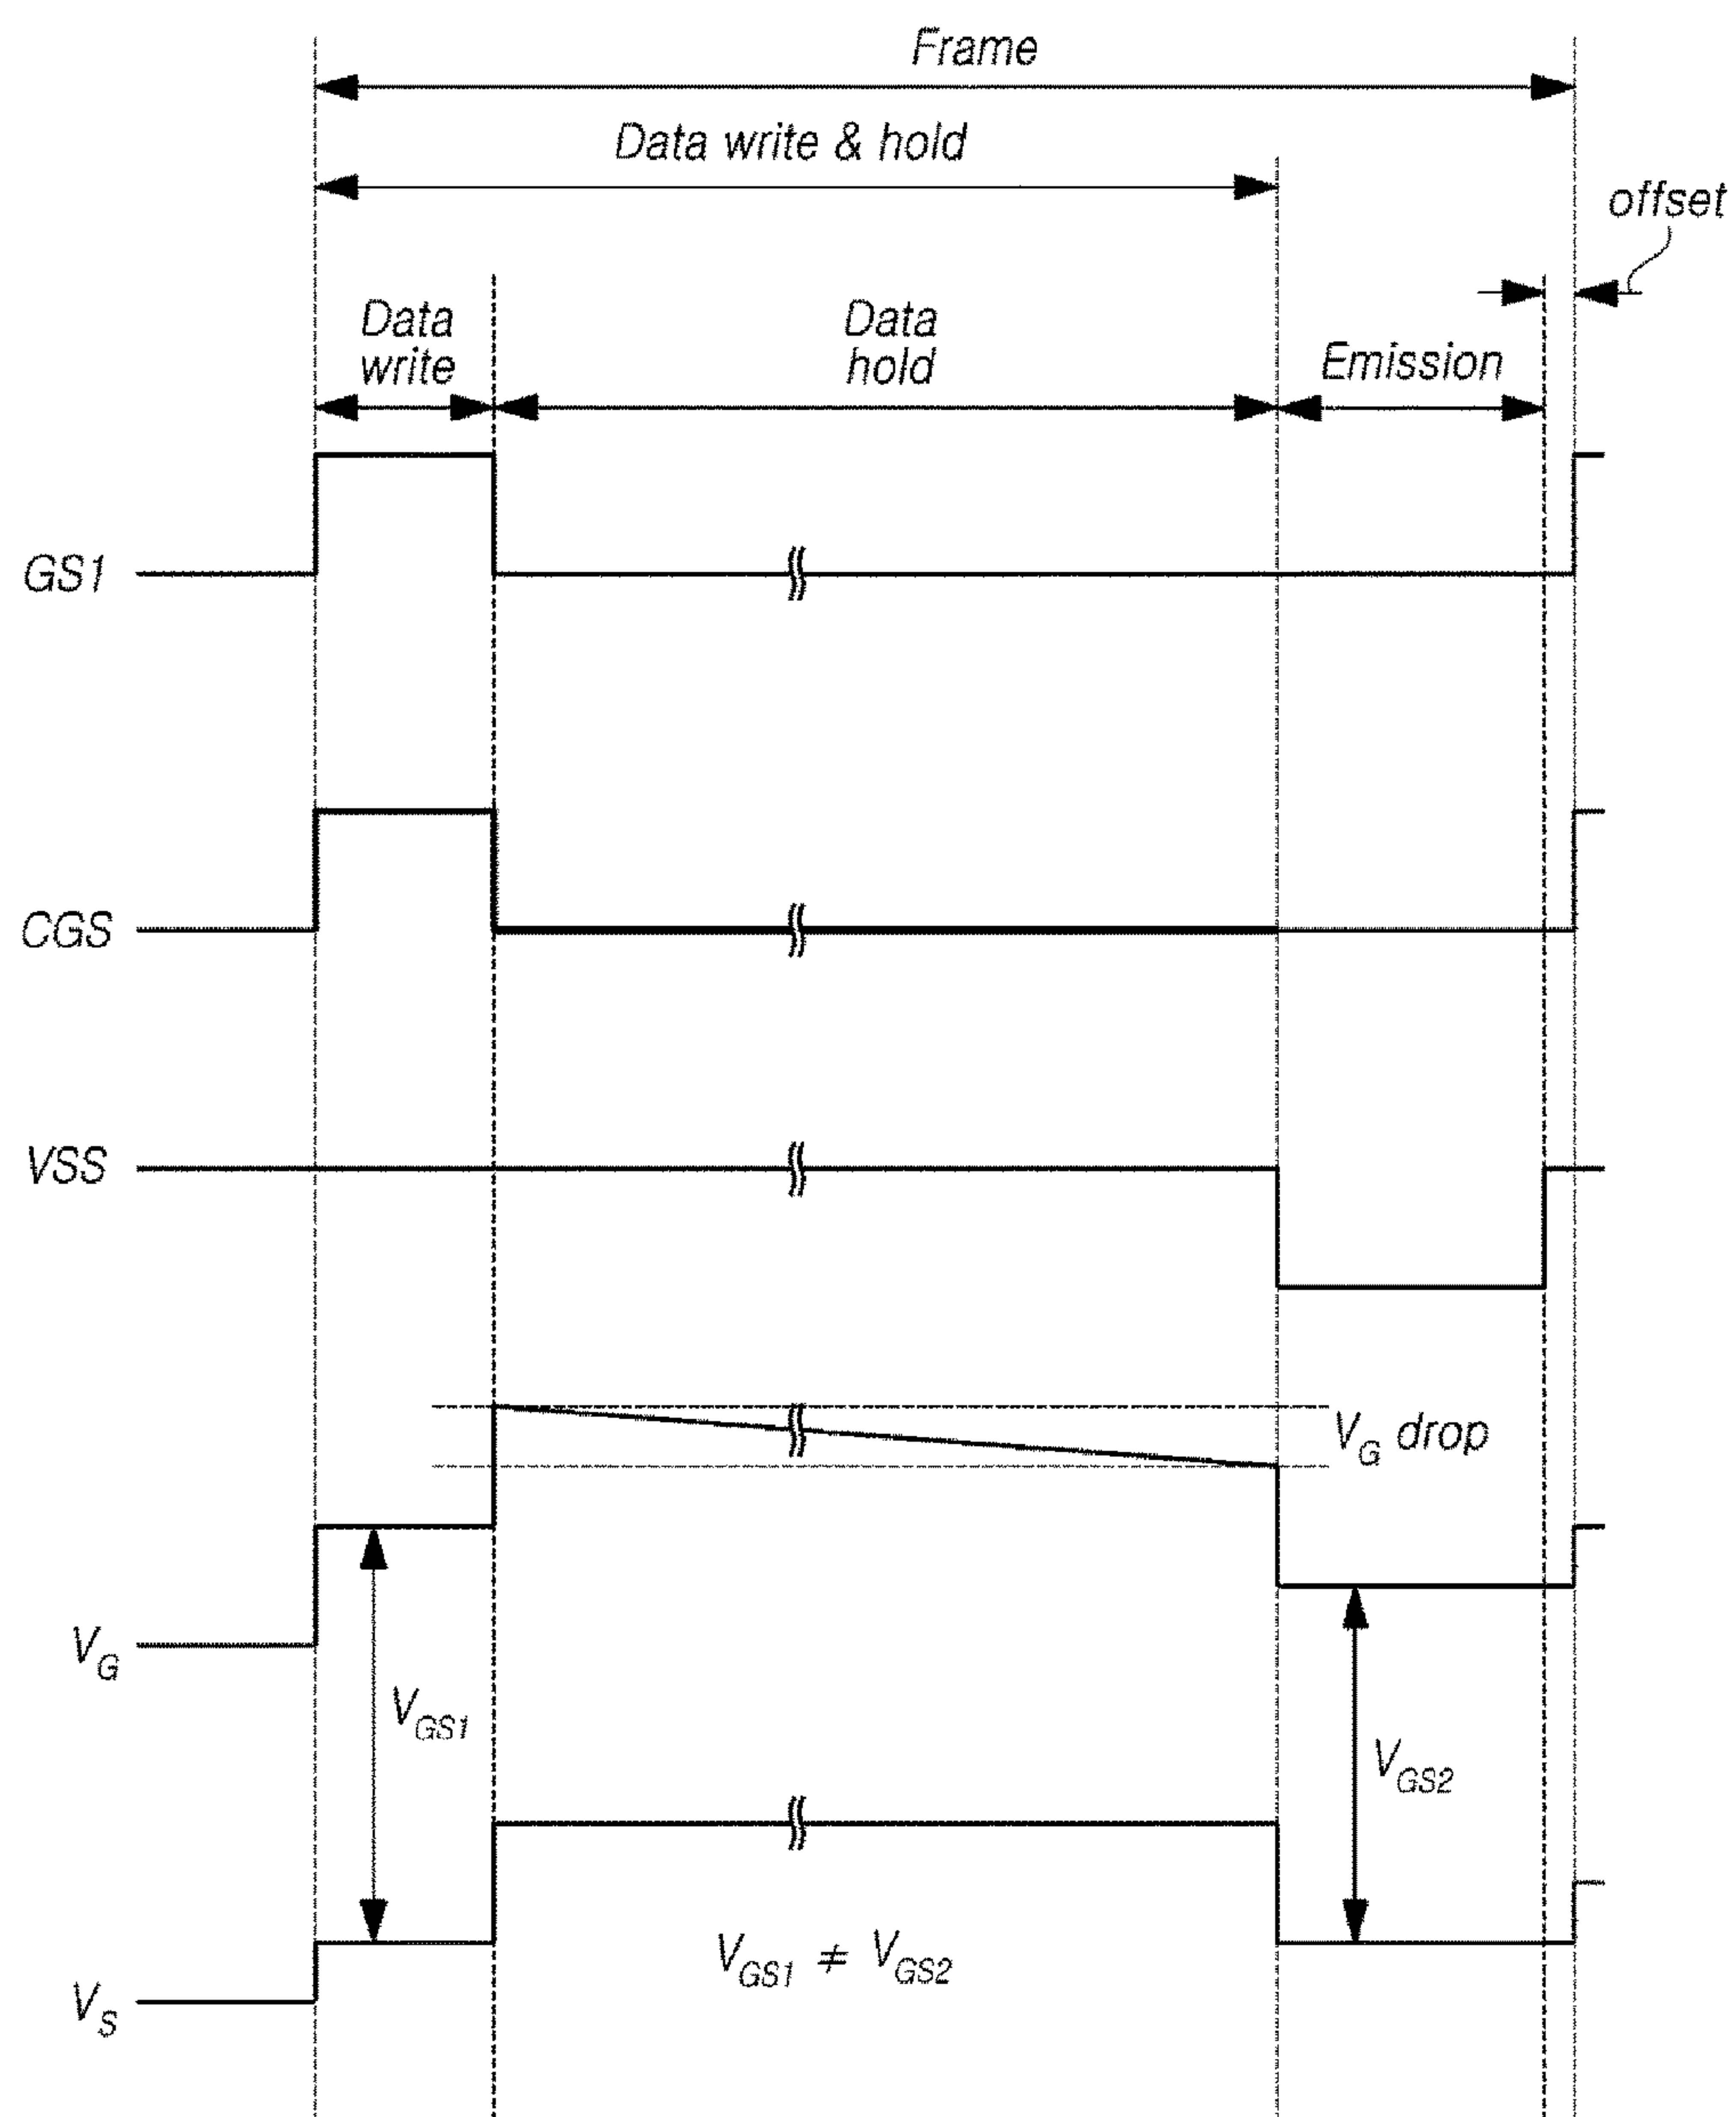 Frame
Data write & hold
offset
Data
write
Data
hold
Emission
GS1
CGS
VSS
VG drop
VG
VGS1
VGS2
VGS1 ≠ VGS2
VS